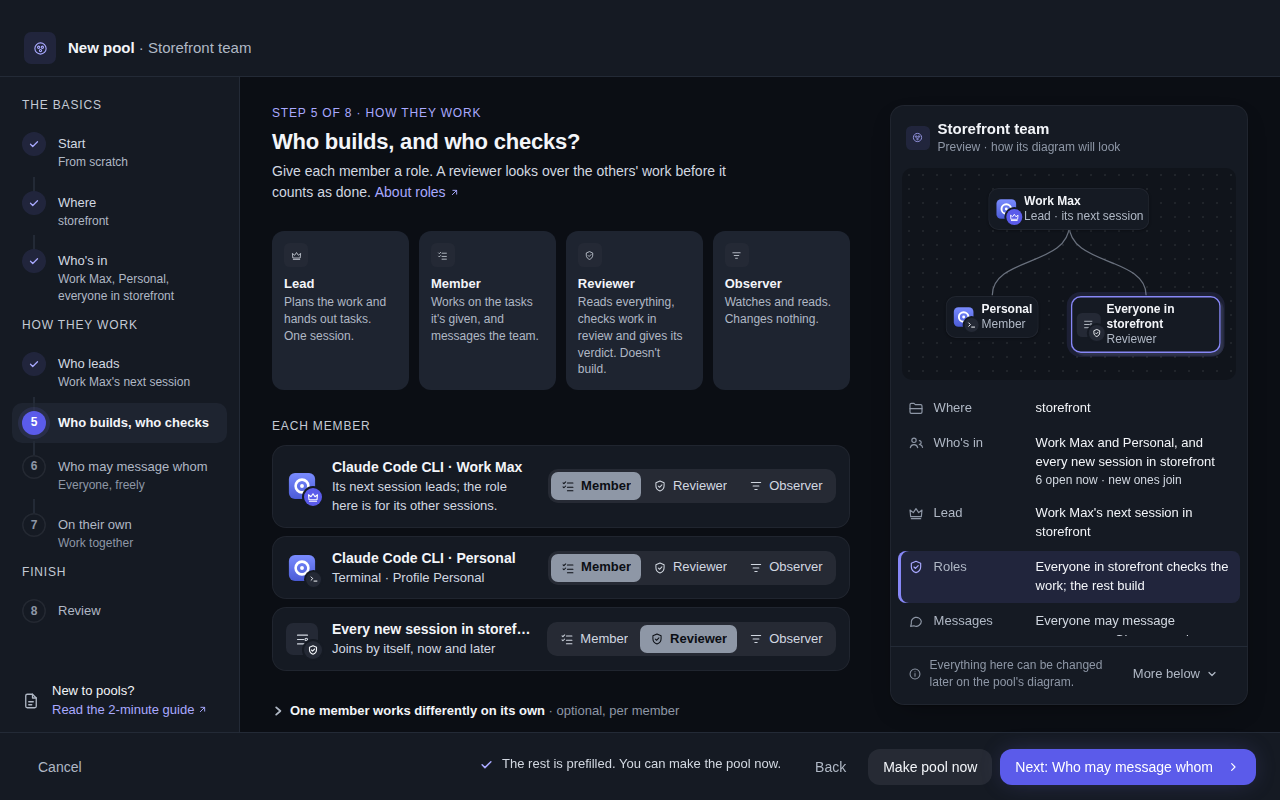 New pool · Storefront team
THE BASICS
Start
From scratch
Where
storefront
Who's in
Work Max, Personal,
everyone in storefront
HOW THEY WORK
Who leads
Work Max's next session
5
Who builds, who checks
6
Who may message whom
Everyone, freely
7
On their own
Work together
FINISH
8
Review
New to pools?
Read the 2-minute guide
STEP 5 OF 8 · HOW THEY WORK
Who builds, and who checks?
Give each member a role. A reviewer looks over the others' work before it
counts as done. About roles
Lead
Plans the work and
hands out tasks.
One session.
Member
Works on the tasks
it's given, and
messages the team.
Reviewer
Reads everything,
checks work in
review and gives its
verdict. Doesn't
build.
Observer
Watches and reads.
Changes nothing.
EACH MEMBER
Claude Code CLI · Work Max
Its next session leads; the role
here is for its other sessions.
Member
Reviewer
Observer
Claude Code CLI · Personal
Terminal · Profile Personal
Member
Reviewer
Observer
Every new session in storef…
Joins by itself, now and later
Member
Reviewer
Observer
One member works differently on its own · optional, per member
Storefront team
Preview · how its diagram will look
Work Max
Lead · its next session
Personal
Member
Everyone in
storefront
Reviewer
Where
storefront
Who's in
Work Max and Personal, and
every new session in storefront
6 open now · new ones join
Lead
Work Max's next session in
storefront
Roles
Everyone in storefront checks the
work; the rest build
Messages
Everyone may message
Everything here can be changed
later on the pool's diagram.
More below
Cancel
The rest is prefilled. You can make the pool now.
Back
Make pool now
Next: Who may message whom